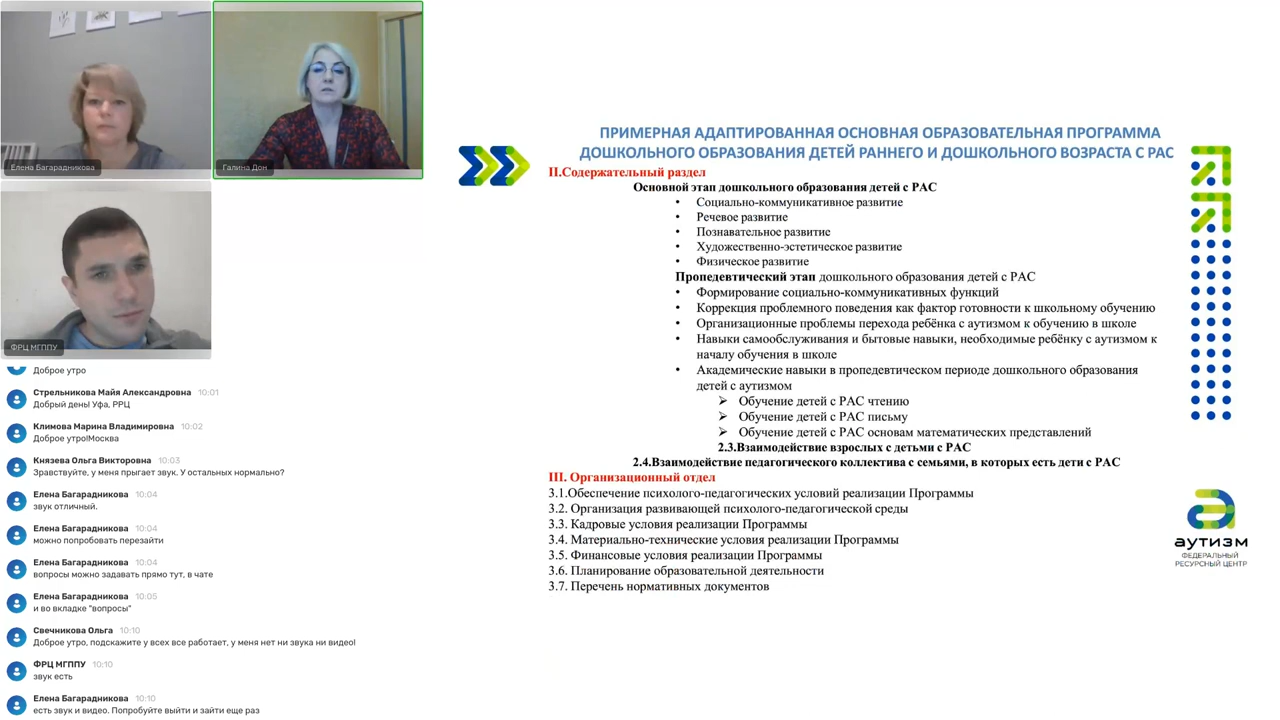 Елена Багарадникова
Галина Дон
ФРЦ МГППУ
Доброе утро
Стрельникова Майя Александровна 10:01
Добрый день! Уфа, РРЦ
Климова Марина Владимировна 10:02
Доброе утро!Москва
Князева Ольга Викторовна 10:03
Зравствуйте, у меня прыгает звук. У остальных нормально?
Елена Багарадникова 10:04
звук отличный.
Елена Багарадникова 10:04
можно попробовать перезайти
Елена Багарадникова 10:04
вопросы можно задавать прямо тут, в чате
Елена Багарадникова 10:05
и во вкладке "вопросы"
Свечникова Ольга 10:10
Доброе утро, подскажите у всех все работает, у меня нет ни звука ни видео!
ФРЦ МГППУ 10:10
звук есть
Елена Багарадникова 10:10
есть звук и видео. Попробуйте выйти и зайти еще раз
ПРИМЕРНАЯ АДАПТИРОВАННАЯ ОСНОВНАЯ ОБРАЗОВАТЕЛЬНАЯ ПРОГРАММА
ДОШКОЛЬНОГО ОБРАЗОВАНИЯ ДЕТЕЙ РАННЕГО И ДОШКОЛЬНОГО ВОЗРАСТА С РАС
II.Содержательный раздел
Основной этап дошкольного образования детей с РАС
• Социально-коммуникативное развитие
• Речевое развитие
• Познавательное развитие
• Художественно-эстетическое развитие
• Физическое развитие
Пропедевтический этап дошкольного образования детей с РАС
• Формирование социально-коммуникативных функций
• Коррекция проблемного поведения как фактор готовности к школьному обучению
• Организационные проблемы перехода ребёнка с аутизмом к обучению в школе
• Навыки самообслуживания и бытовые навыки, необходимые ребёнку с аутизмом к
началу обучения в школе
• Академические навыки в пропедевтическом периоде дошкольного образования
детей с аутизмом
➢ Обучение детей с РАС чтению
➢ Обучение детей с РАС письму
➢ Обучение детей с РАС основам математических представлений
2.3.Взаимодействие взрослых с детьми с РАС
2.4.Взаимодействие педагогического коллектива с семьями, в которых есть дети с РАС
III. Организационный отдел
3.1.Обеспечение психолого-педагогических условий реализации Программы
3.2. Организация развивающей психолого-педагогической среды
3.3. Кадровые условия реализации Программы
3.4. Материально-технические условия реализации Программы
3.5. Финансовые условия реализации Программы
3.6. Планирование образовательной деятельности
3.7. Перечень нормативных документов
аутизм
ФЕДЕРАЛЬНЫЙ
РЕСУРСНЫЙ ЦЕНТР